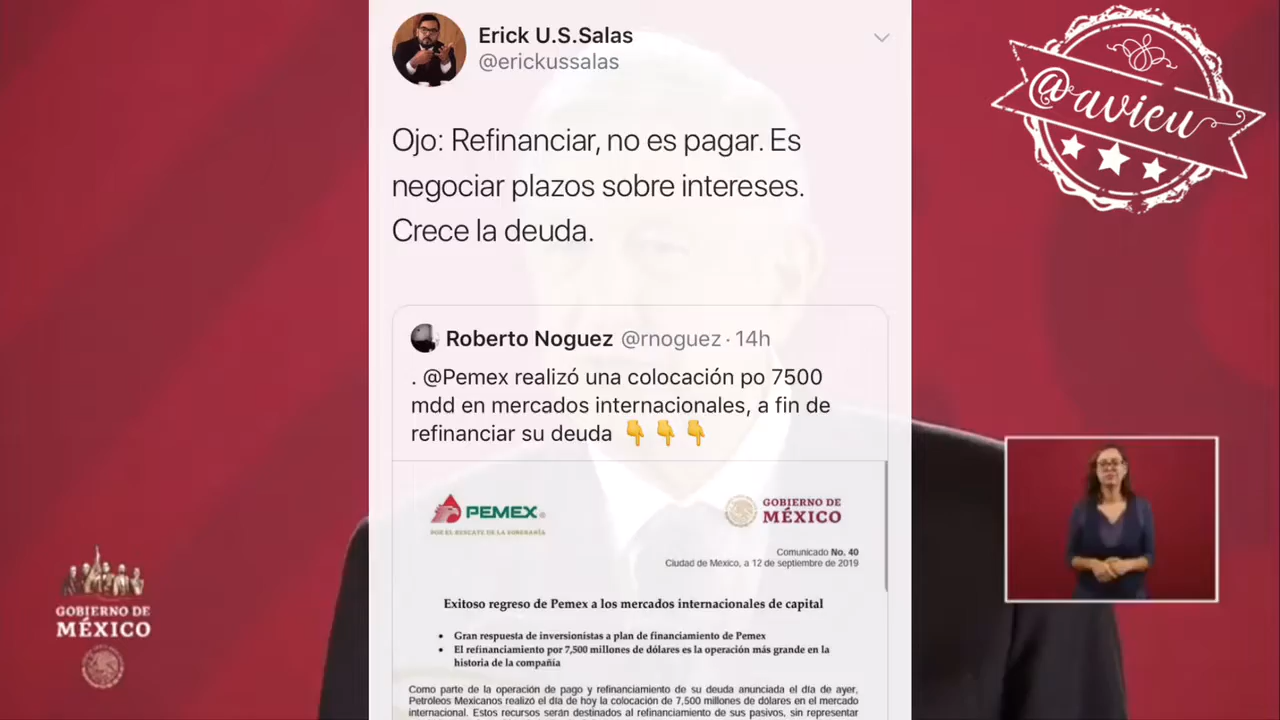 Erick U.S.Salas
@erickussalas
@avieu
Ojo: Refinanciar, no es pagar. Es
negociar plazos sobre intereses.
Crece la deuda.
Roberto Noguez @rnoguez · 14h
. @Pemex realizó una colocación po 7500
mdd en mercados internacionales, a fin de
refinanciar su deuda 👇👇👇
PEMEX
POR EL RESCATE DE LA SOBERANÍA
GOBIERNO DE
MÉXICO
Comunicado No. 40
Ciudad de México, a 12 de septiembre de 2019
Exitoso regreso de Pemex a los mercados internacionales de capital
• Gran respuesta de inversionistas a plan de financiamiento de Pemex
• El refinanciamiento por 7,500 millones de dólares es la operación más grande en la
historia de la compañía
Como parte de la operación de pago y refinanciamiento de su deuda anunciada el día de ayer,
Petróleos Mexicanos realizó el día de hoy la colocación de 7,500 millones de dólares en el mercado
internacional. Estos recursos serán destinados al refinanciamiento de sus pasivos, sin representar
GOBIERNO DE
MÉXICO